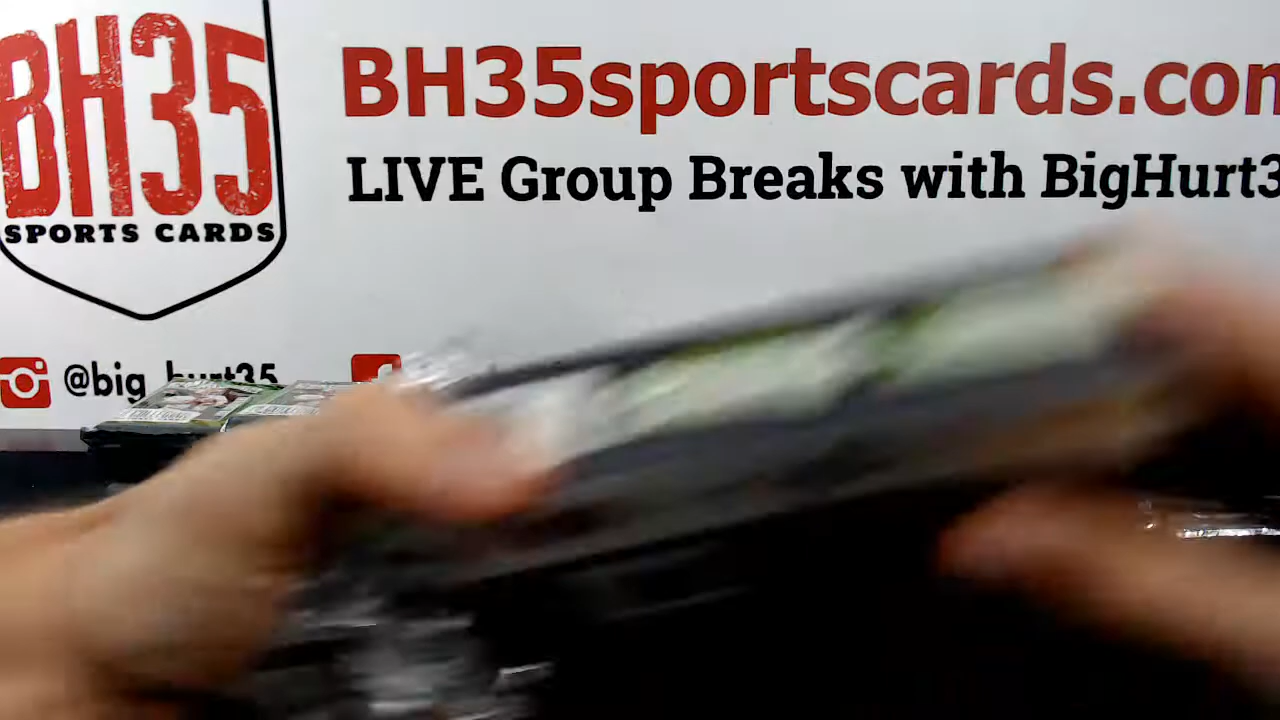 BH35
SPORTS CARDS
BH35sportscards.com
LIVE Group Breaks with BigHurt3
@big_hurt35